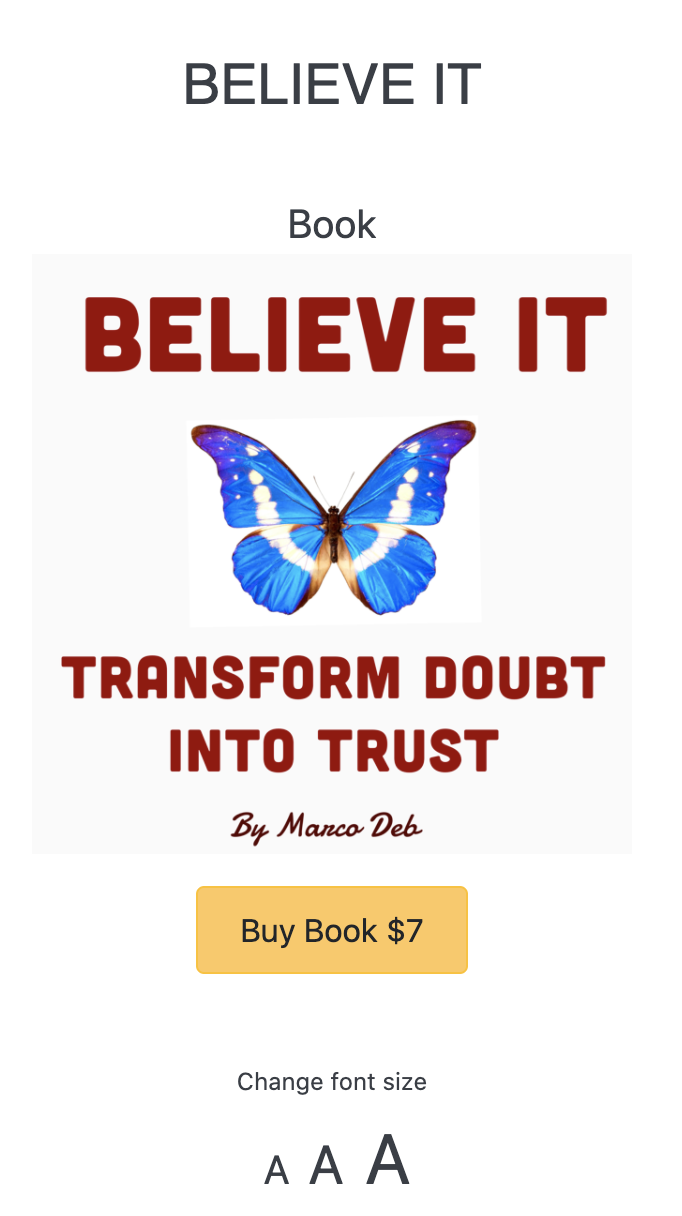 BELIEVE IT
Book
BELIEVE IT
TRANSFORM DOUBT
INTO TRUST
By Marco Deb
Buy Book $7
Change font size
A A A